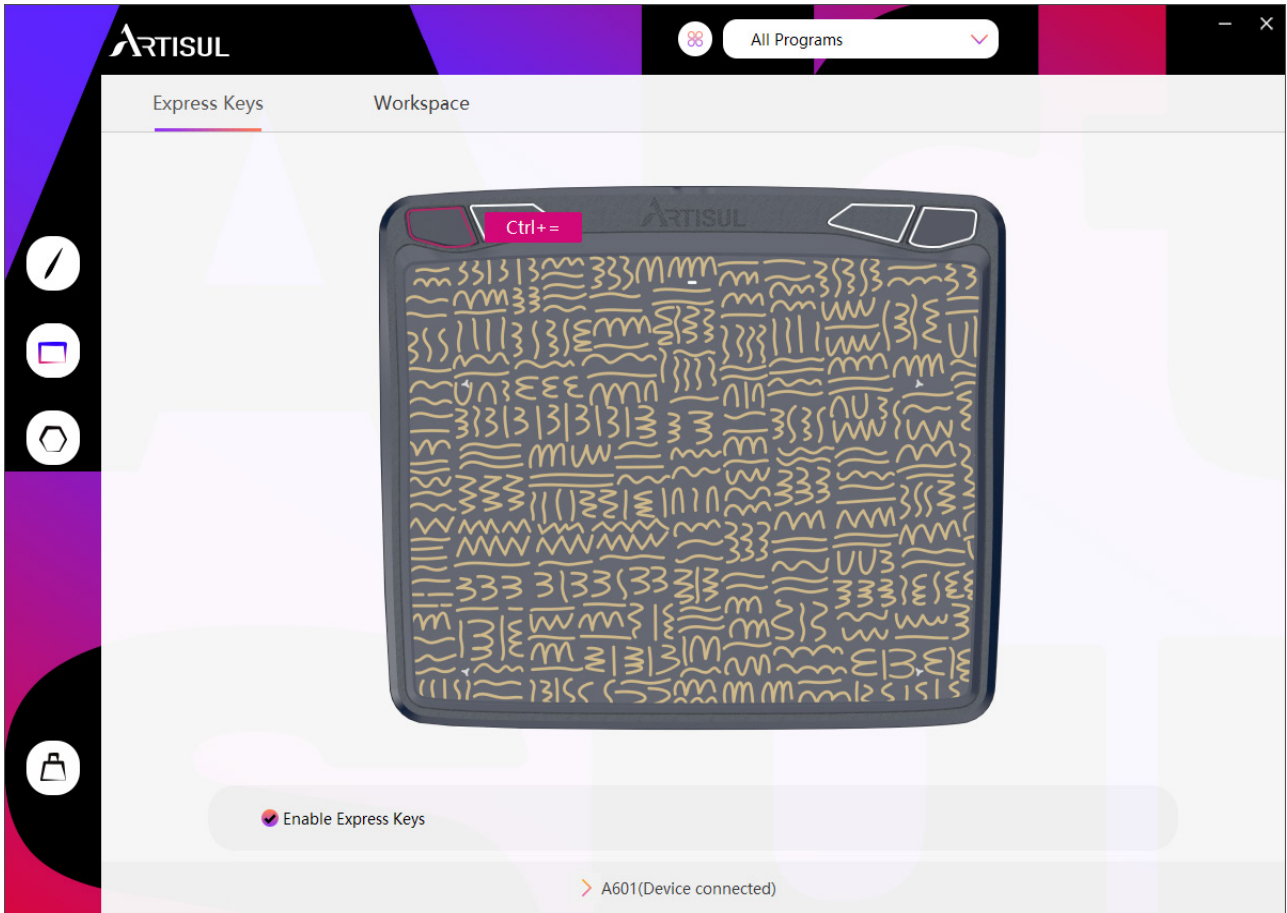 ARTISUL
All Programs
Express Keys
Workspace
ARTISUL
Ctrl+=
Enable Express Keys
A601(Device connected)